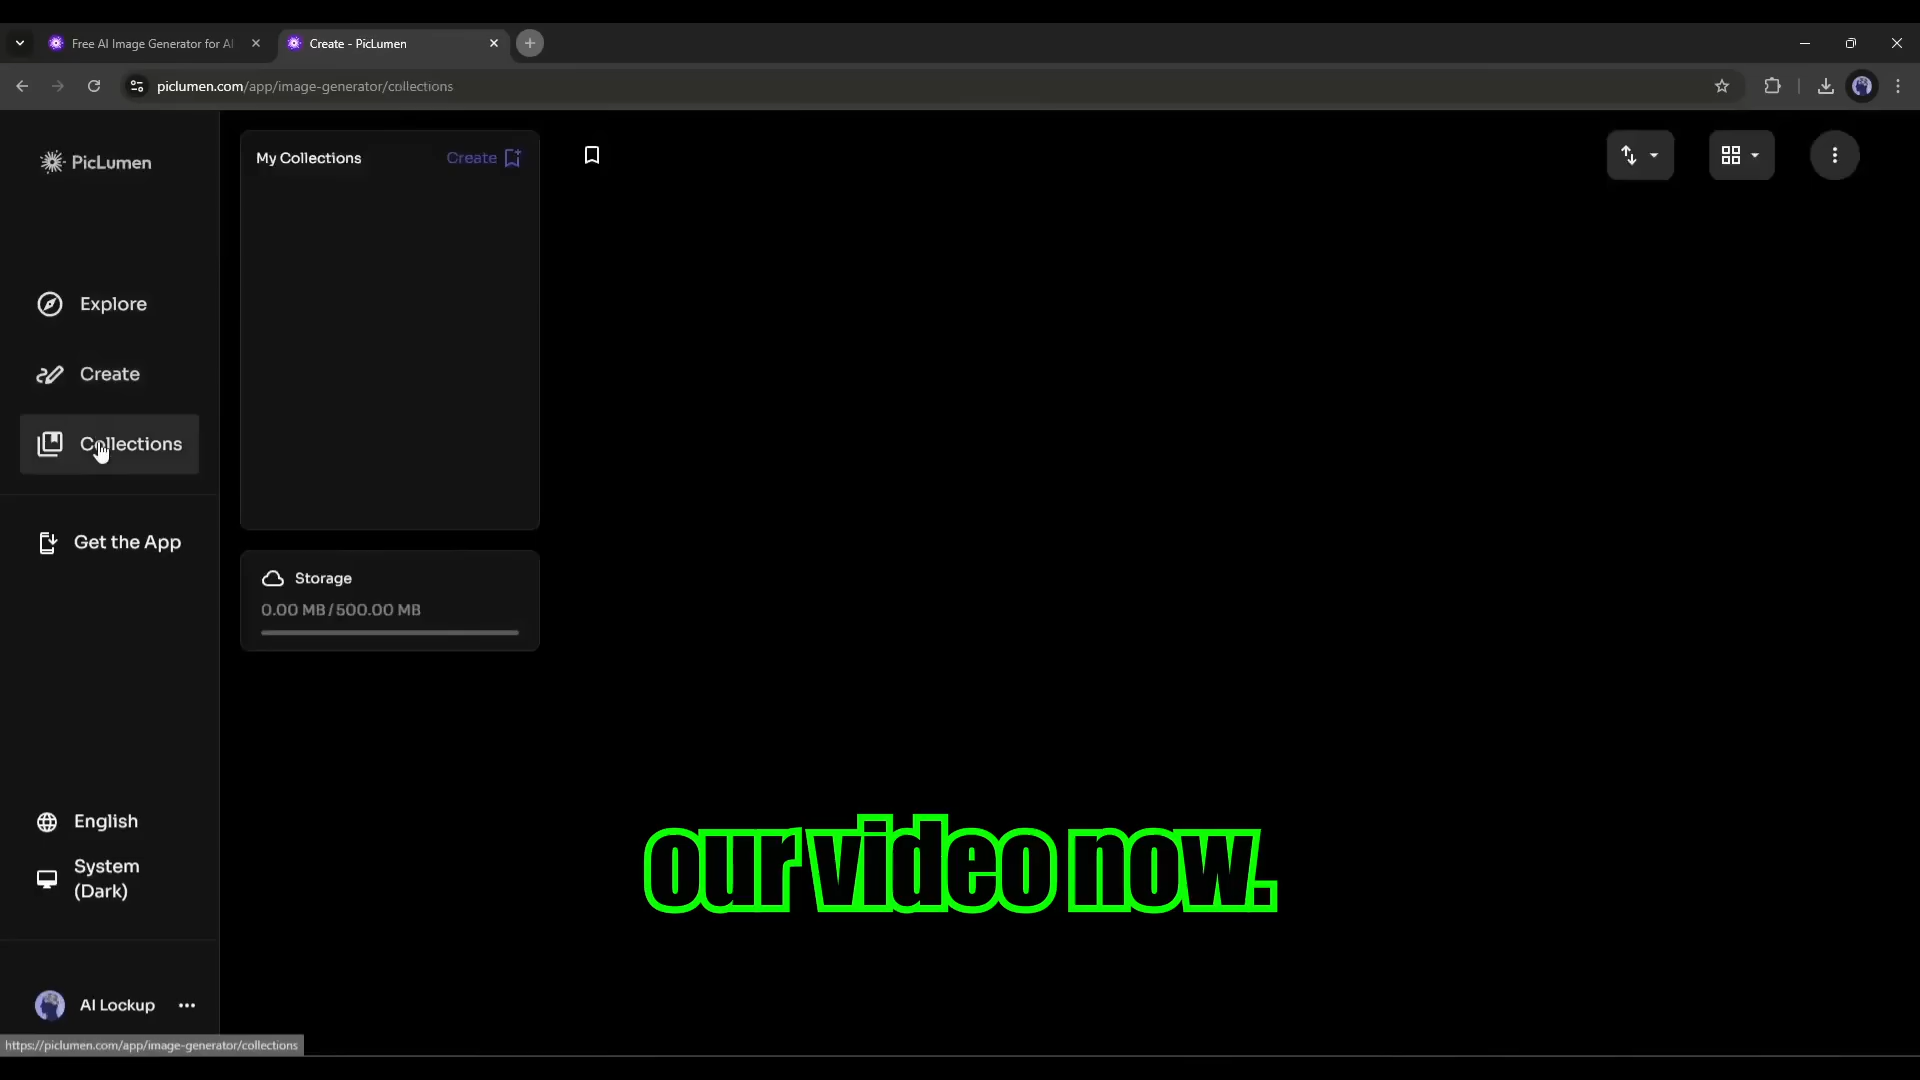 Free AI Image Generator for AI
Create - PicLumen
piclumen.com/app/image-generator/collections
PicLumen
My Collections
Create
Explore
Create
Collections
Get the App
Storage
0.00 MB / 500.00 MB
English
System
(Dark)
our video now.
AI Lockup
https://piclumen.com/app/image-generator/collections